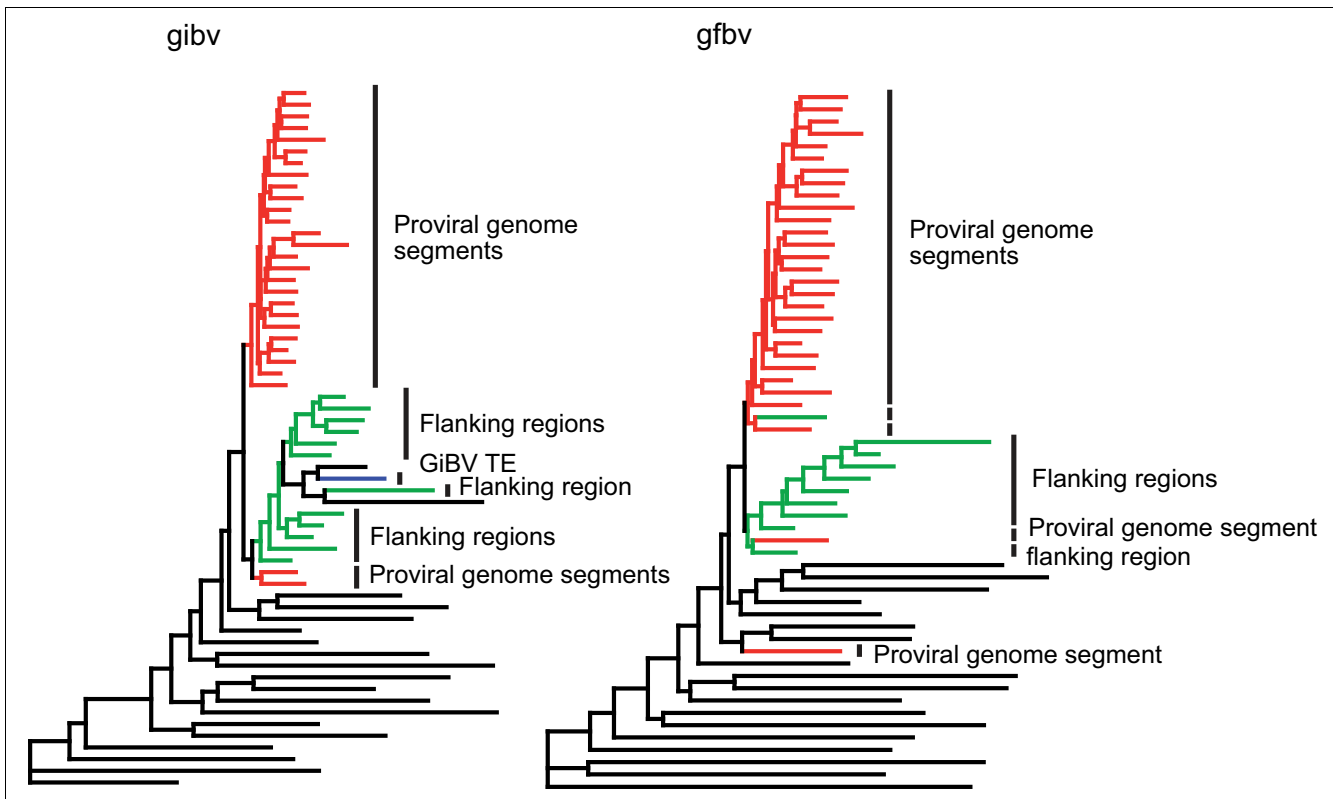 gibv
Proviral genome
segments
Flanking regions
GiBV TE
Flanking region
Flanking regions
Proviral genome segments
gfbv
Proviral genome
segments
Flanking regions
Proviral genome segment
flanking region
Proviral genome segment